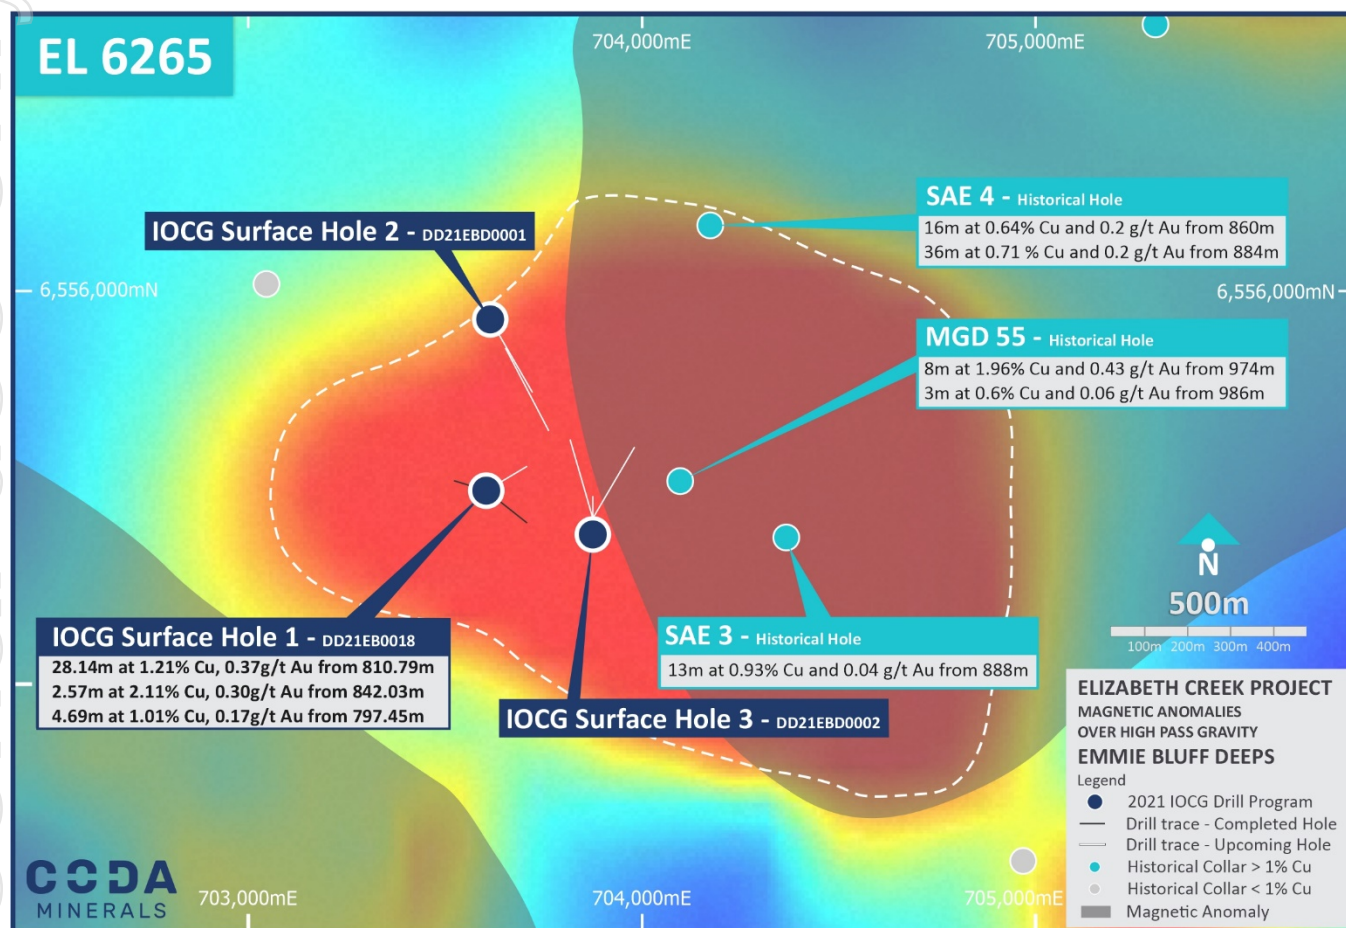 EL 6265
704,000mE
705,000mE
SAE 4 - Historical Hole
16m at 0.64% Cu and 0.2 g/t Au from 860m
36m at 0.71 % Cu and 0.2 g/t Au from 884m
IOCG Surface Hole 2 - DD21EBD0001
6,556,000mN
6,556,000mN
MGD 55 - Historical Hole
8m at 1.96% Cu and 0.43 g/t Au from 974m
3m at 0.6% Cu and 0.06 g/t Au from 986m
N
500m
100m 200m 300m 400m
IOCG Surface Hole 1 - DD21EB0018
28.14m at 1.21% Cu, 0.37g/t Au from 810.79m
2.57m at 2.11% Cu, 0.30g/t Au from 842.03m
4.69m at 1.01% Cu, 0.17g/t Au from 797.45m
SAE 3 - Historical Hole
13m at 0.93% Cu and 0.04 g/t Au from 888m
IOCG Surface Hole 3 - DD21EBD0002
ELIZABETH CREEK PROJECT
MAGNETIC ANOMALIES
OVER HIGH PASS GRAVITY
EMMIE BLUFF DEEPS
Legend
2021 IOCG Drill Program
Drill trace - Completed Hole
Drill trace - Upcoming Hole
Historical Collar > 1% Cu
Historical Collar < 1% Cu
Magnetic Anomaly
CODA
MINERALS
703,000mE
704,000mE
705,000mE